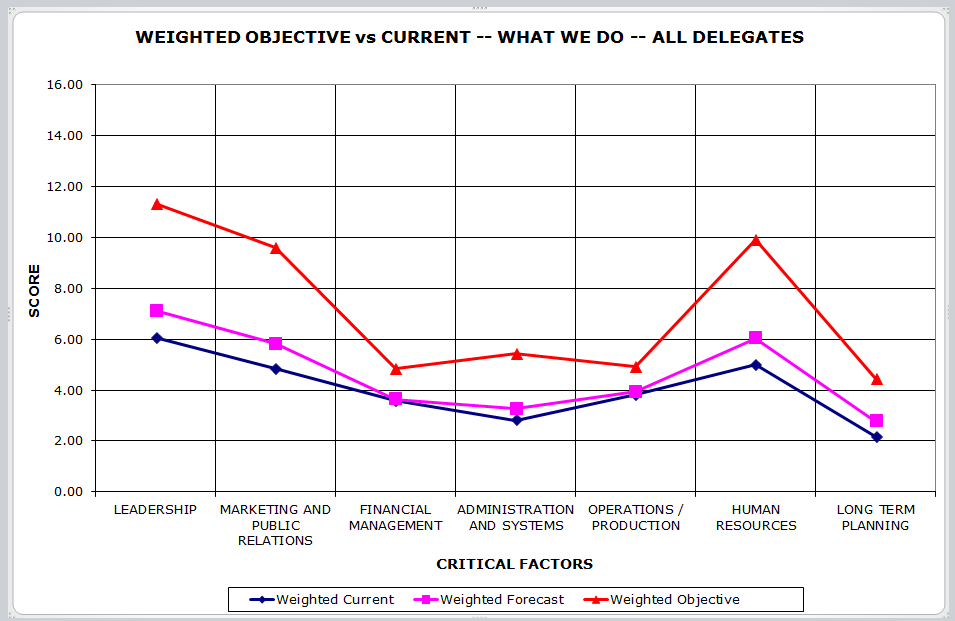 WEIGHTED OBJECTIVE vs CURRENT -- WHAT WE DO -- ALL DELEGATES
16.00
14.00
12.00
10.00
8.00
6.00
4.00
2.00
0.00
SCORE
LEADERSHIP
MARKETING AND
PUBLIC
RELATIONS
FINANCIAL
MANAGEMENT
ADMINISTRATION
AND SYSTEMS
OPERATIONS /
PRODUCTION
HUMAN
RESOURCES
LONG TERM
PLANNING
CRITICAL FACTORS
Weighted Current
Weighted Forecast
Weighted Objective